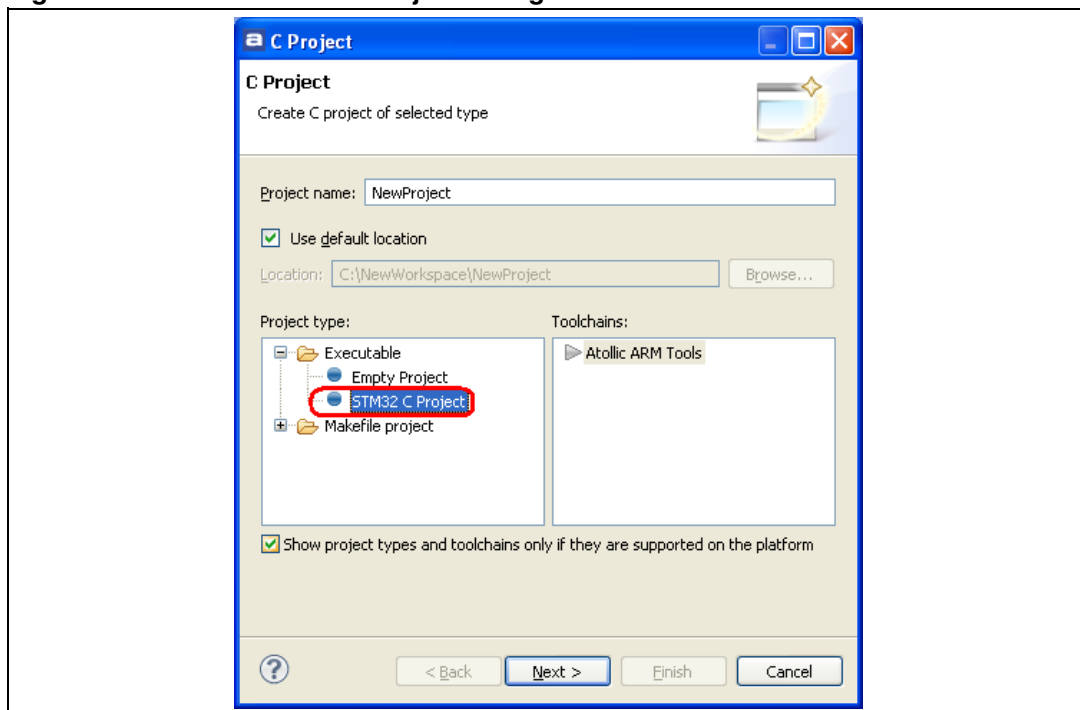 C Project
C Project
Create C project of selected type
Project name: NewProject
Use default location
Location: C:\NewWorkspace\NewProject Browse...
Project type: Toolchains:
Executable Atollic ARM Tools
Empty Project
STM32 C Project
Makefile project
Show project types and toolchains only if they are supported on the platform
? < Back Next > Finish Cancel